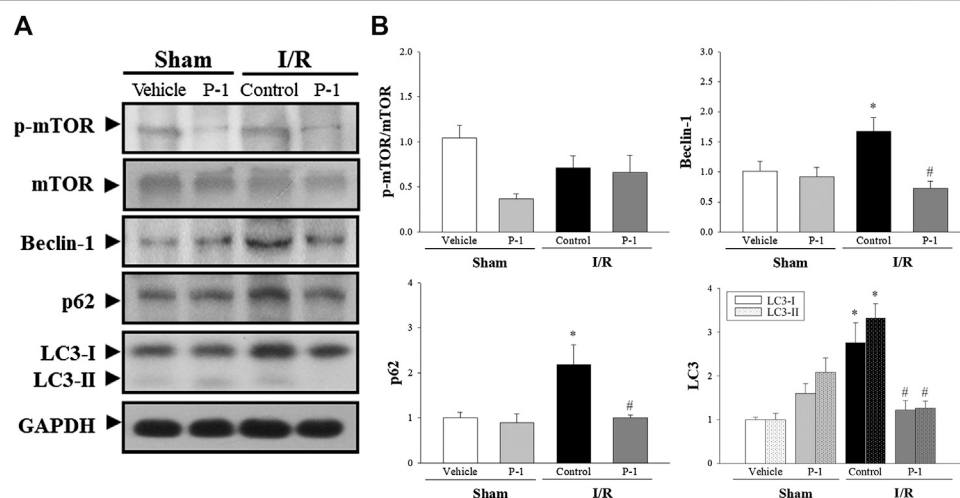 A
Sham I/R
Vehicle P-1 Control P-1
p-mTOR
mTOR
Beclin-1
p62
LC3-I
LC3-II
GAPDH
B
p-mTOR/mTOR
2.0
1.5
1.0
0.5
0.0
Vehicle P-1 Control P-1
Sham I/R
Beclin-1
2.5
2.0
1.5
1.0
0.5
0.0
*
#
Vehicle P-1 Control P-1
Sham I/R
p62
4
3
2
1
0
*
#
Vehicle P-1 Control P-1
Sham I/R
LC3
4
3
2
1
0
LC3-I
LC3-II
* *
# #
Vehicle P-1 Control P-1
Sham I/R